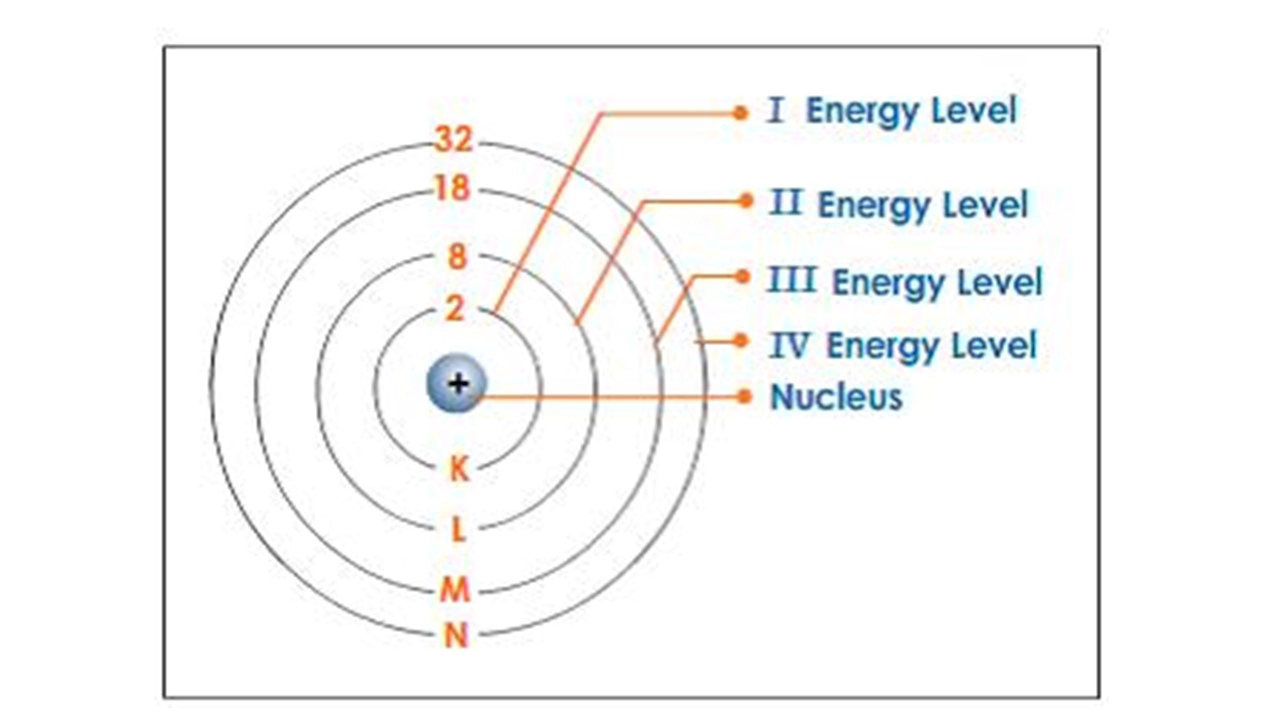 32
18
8
2
+
K
L
M
N
I Energy Level
II Energy Level
III Energy Level
IV Energy Level
Nucleus